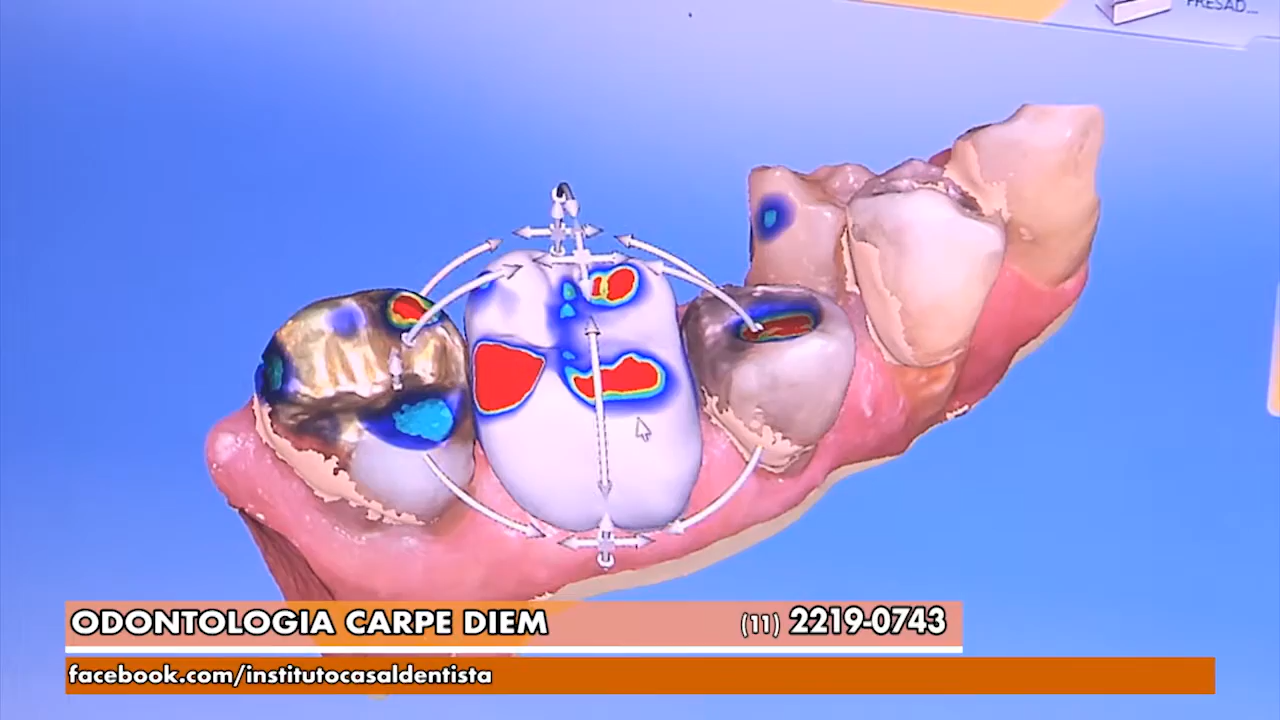 ODONTOLOGIA CARPE DIEM (11) 2219-0743
facebook.com/institutocasaldentista